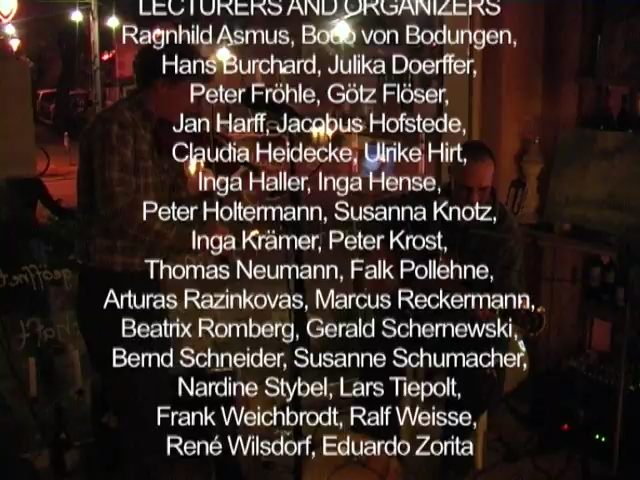 LECTURERS AND ORGANIZERS
Ragnhild Asmus, Bodo von Bodungen,
Hans Burchard, Julika Doerffer,
Peter Fröhle, Götz Flöser,
Jan Harff, Jacobus Hofstede,
Claudia Heidecke, Ulrike Hirt,
Inga Haller, Inga Hense,
Peter Holtermann, Susanna Knotz,
Inga Krämer, Peter Krost,
Thomas Neumann, Falk Pollehne,
Arturas Razinkovas, Marcus Reckermann,
Beatrix Romberg, Gerald Schernewski,
Bernd Schneider, Susanne Schumacher,
Nardine Stybel, Lars Tiepolt,
Frank Weichbrodt, Ralf Weisse,
René Wilsdorf, Eduardo Zorita
geöffnet